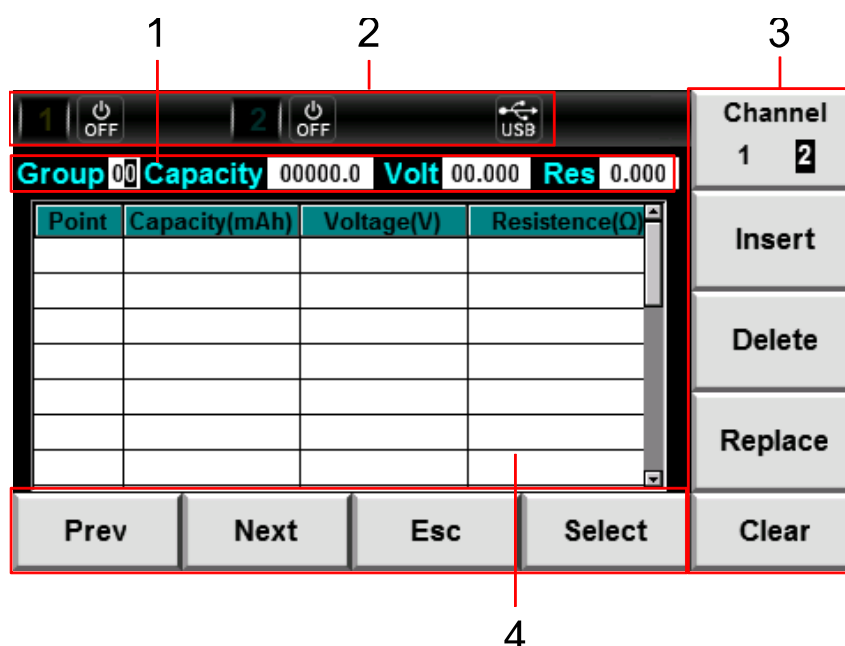 1 2 3
1 OFF 2 OFF USB
Channel
1 2
Group 00 Capacity 00000.0 Volt 00.000 Res 0.000
Point Capacity(mAh) Voltage(V) Resistence(Ω)
Insert
Delete
Replace
Prev Next Esc Select Clear
4